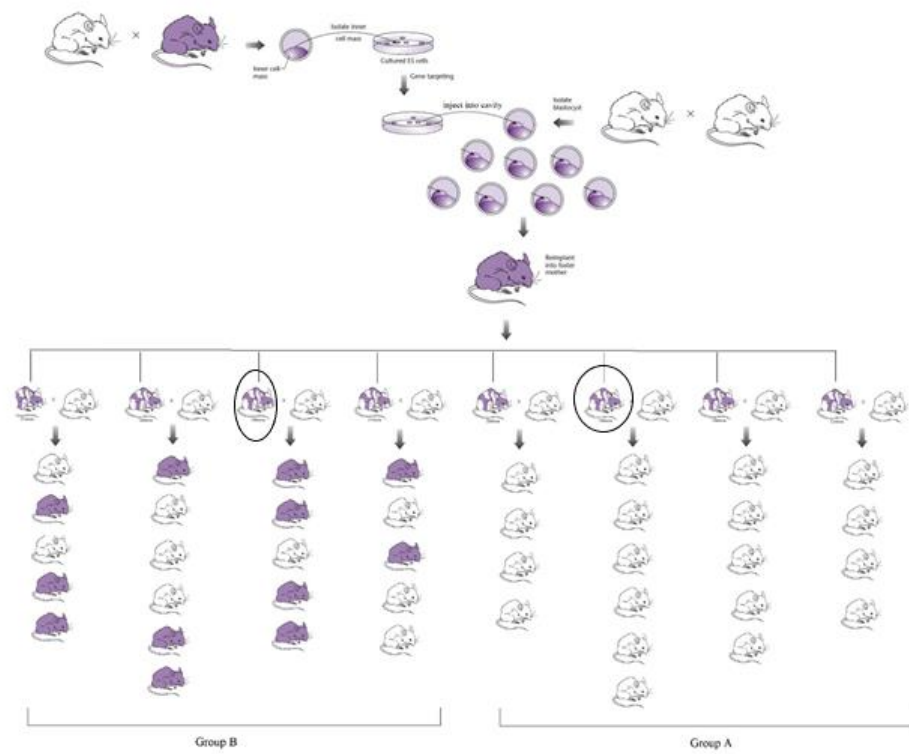 ×
Isolate inner
cell mass
Inner cell
mass
Cultured ES cells
Gene targeting
inject into cavity
Isolate
blastocyst
×
Reimplant
into foster
mother
Group B
Group A